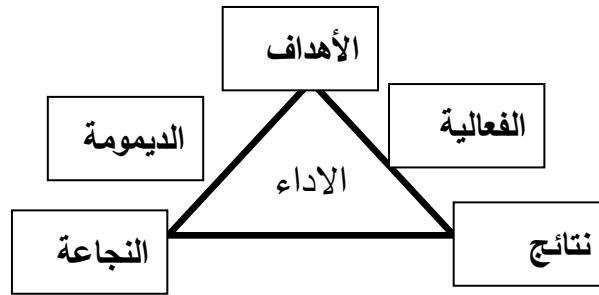 الأهداف
الفعالية
الديمومة
الاداء
نتائج
النجاعة